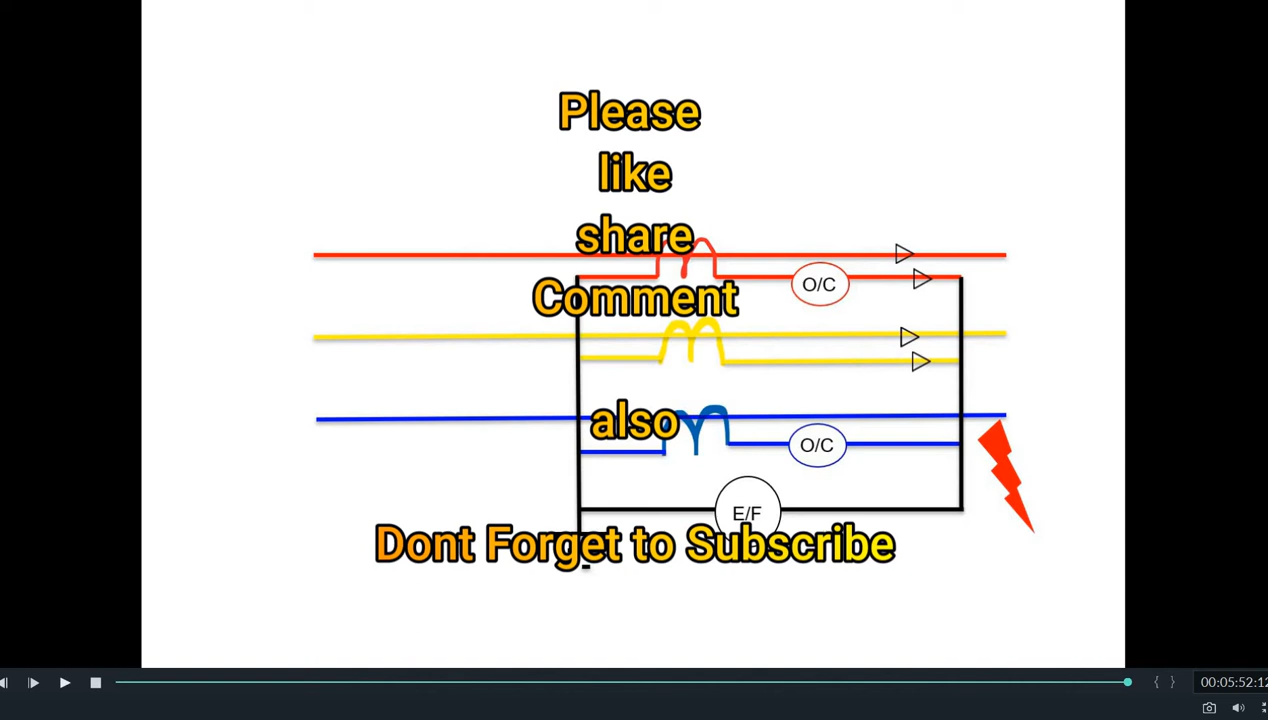 Please
like
share
O/C
Comment
also
O/C
E/F
Dont Forget to Subscribe
{ }
00:05:52:12